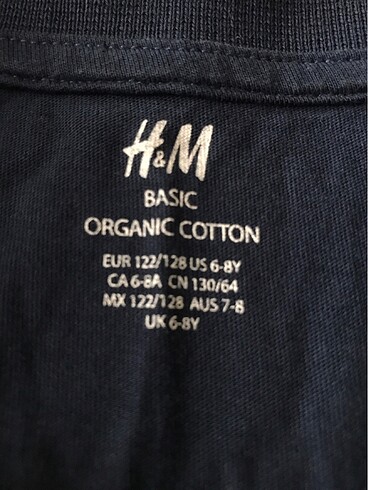 H&M
BASIC
ORGANIC COTTON
EUR 122/128 US 6-8Y
CA 6-8A CN 130/64
MX 122/128 AUS 7-8
UK 6-8Y